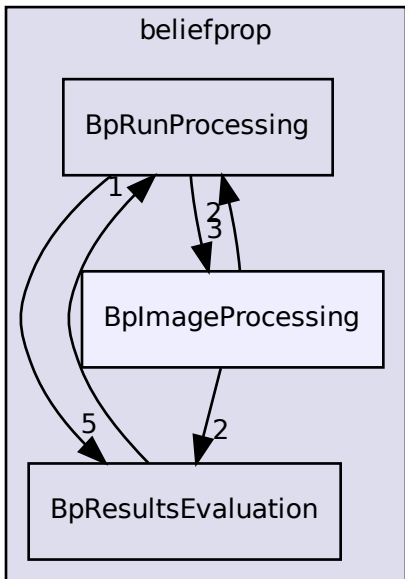 beliefprop
BpRunProcessing
1
2
3
BpImageProcessing
5
2
BpResultsEvaluation